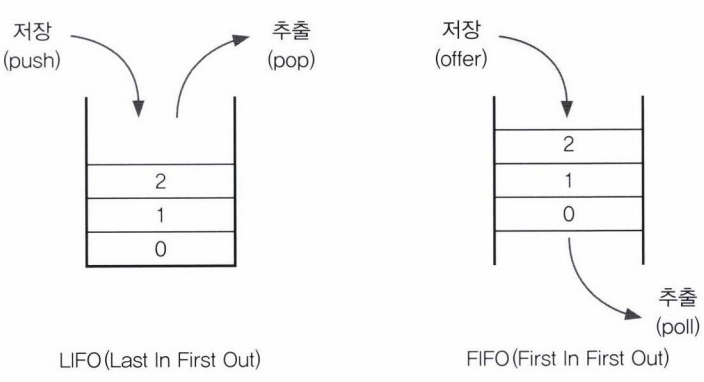 저장
(push)
추출
(pop)
2
1
0
LIFO(Last In First Out)
저장
(offer)
2
1
0
추출
(poll)
FIFO(First In First Out)